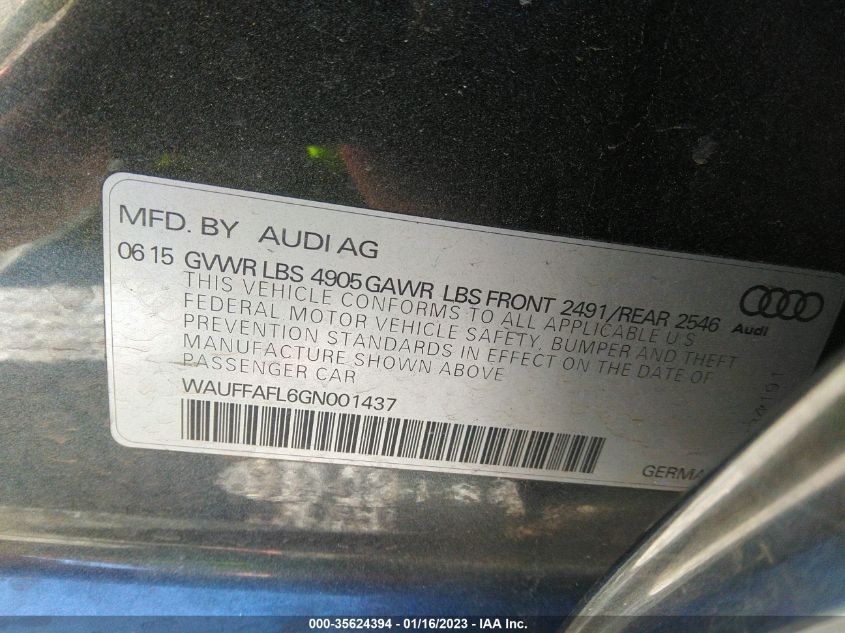 MFD. BY AUDI AG
06 15 GVWR LBS 4905 GAWR LBS FRONT 2491/REAR 2546
THIS VEHICLE CONFORMS TO ALL APPLICABLE U.S
FEDERAL MOTOR VEHICLE SAFETY, BUMPER AND THEFT
PREVENTION STANDARDS IN EFFECT ON THE DATE OF
MANUFACTURE SHOWN ABOVE
PASSENGER CAR
Audi
WAUFFAFL6GN001437
GERMA
000-35624394 - 01/16/2023 - IAA Inc.